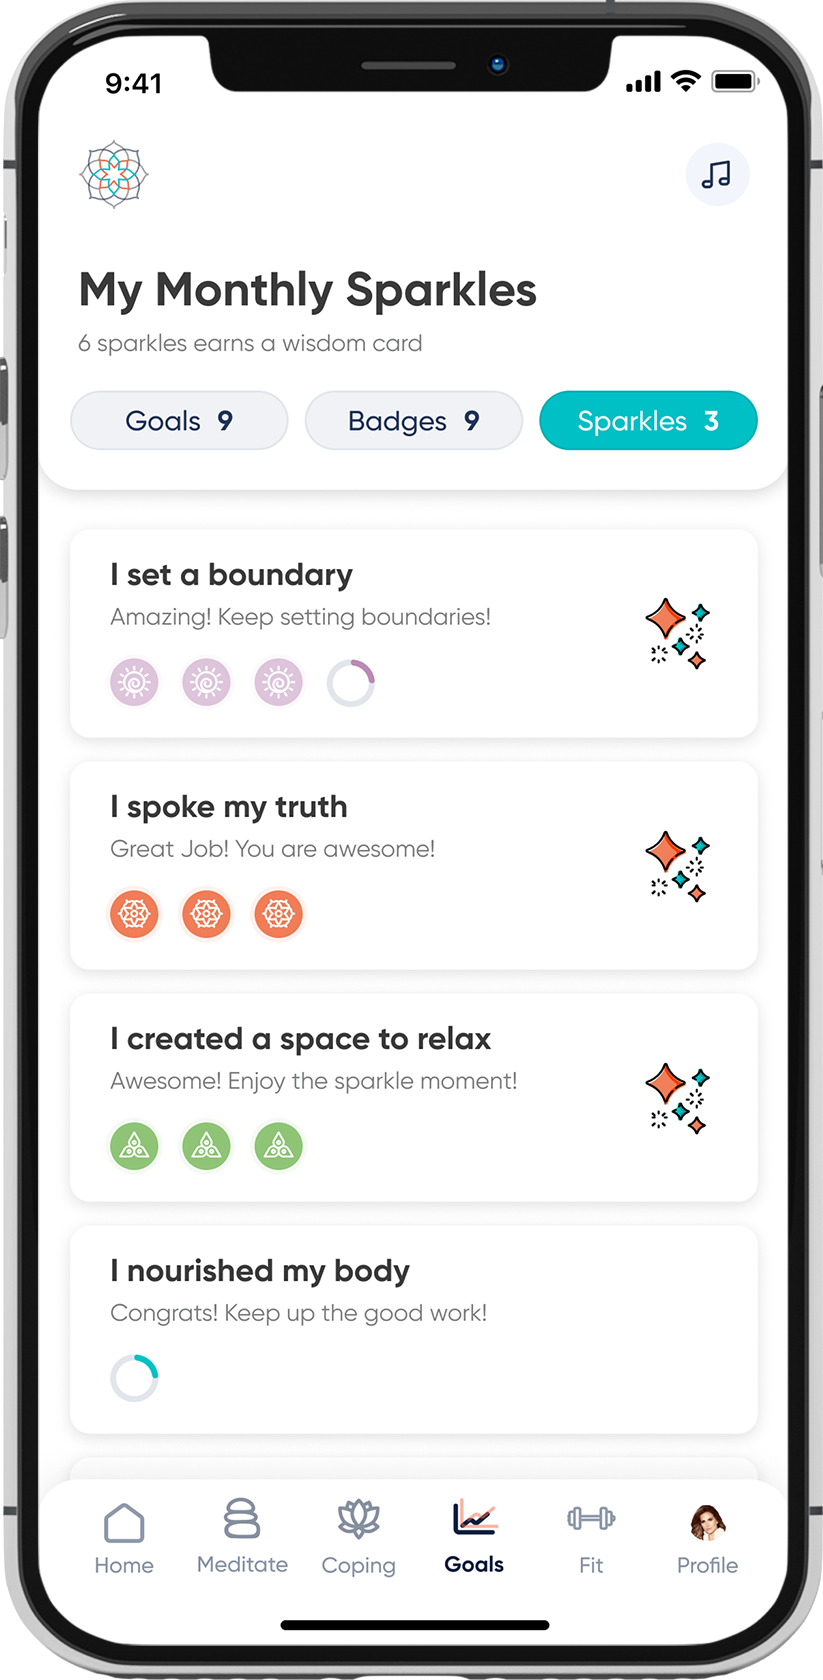 9:41
My Monthly Sparkles
6 sparkles earns a wisdom card
Goals 9
Badges 9
Sparkles 3
I set a boundary
Amazing! Keep setting boundaries!
I spoke my truth
Great Job! You are awesome!
I created a space to relax
Awesome! Enjoy the sparkle moment!
I nourished my body
Congrats! Keep up the good work!
Home
Meditate
Coping
Goals
Fit
Profile